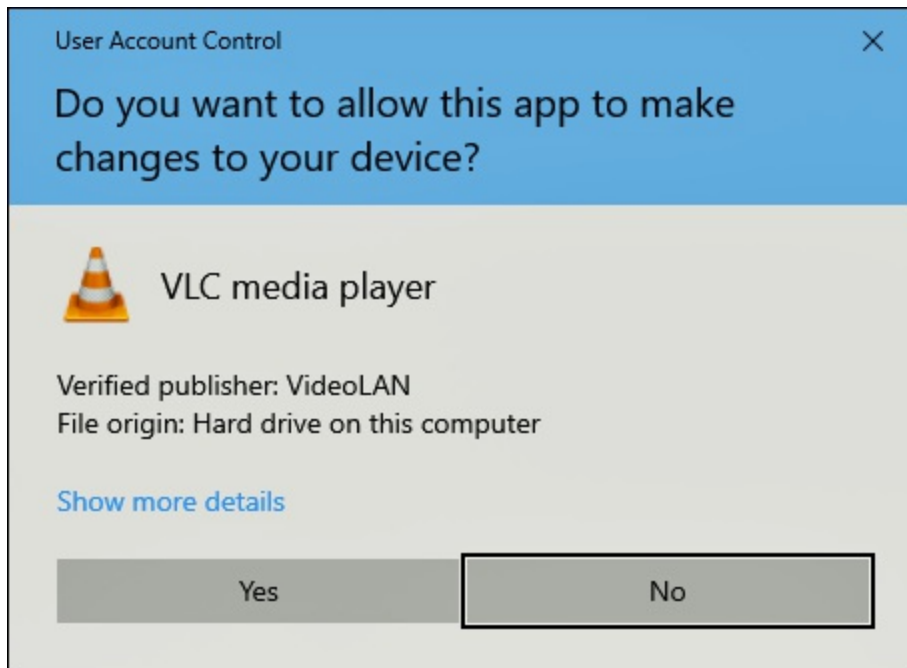 User Account Control
Do you want to allow this app to make
changes to your device?
VLC media player
Verified publisher: VideoLAN
File origin: Hard drive on this computer
Show more details
Yes
No